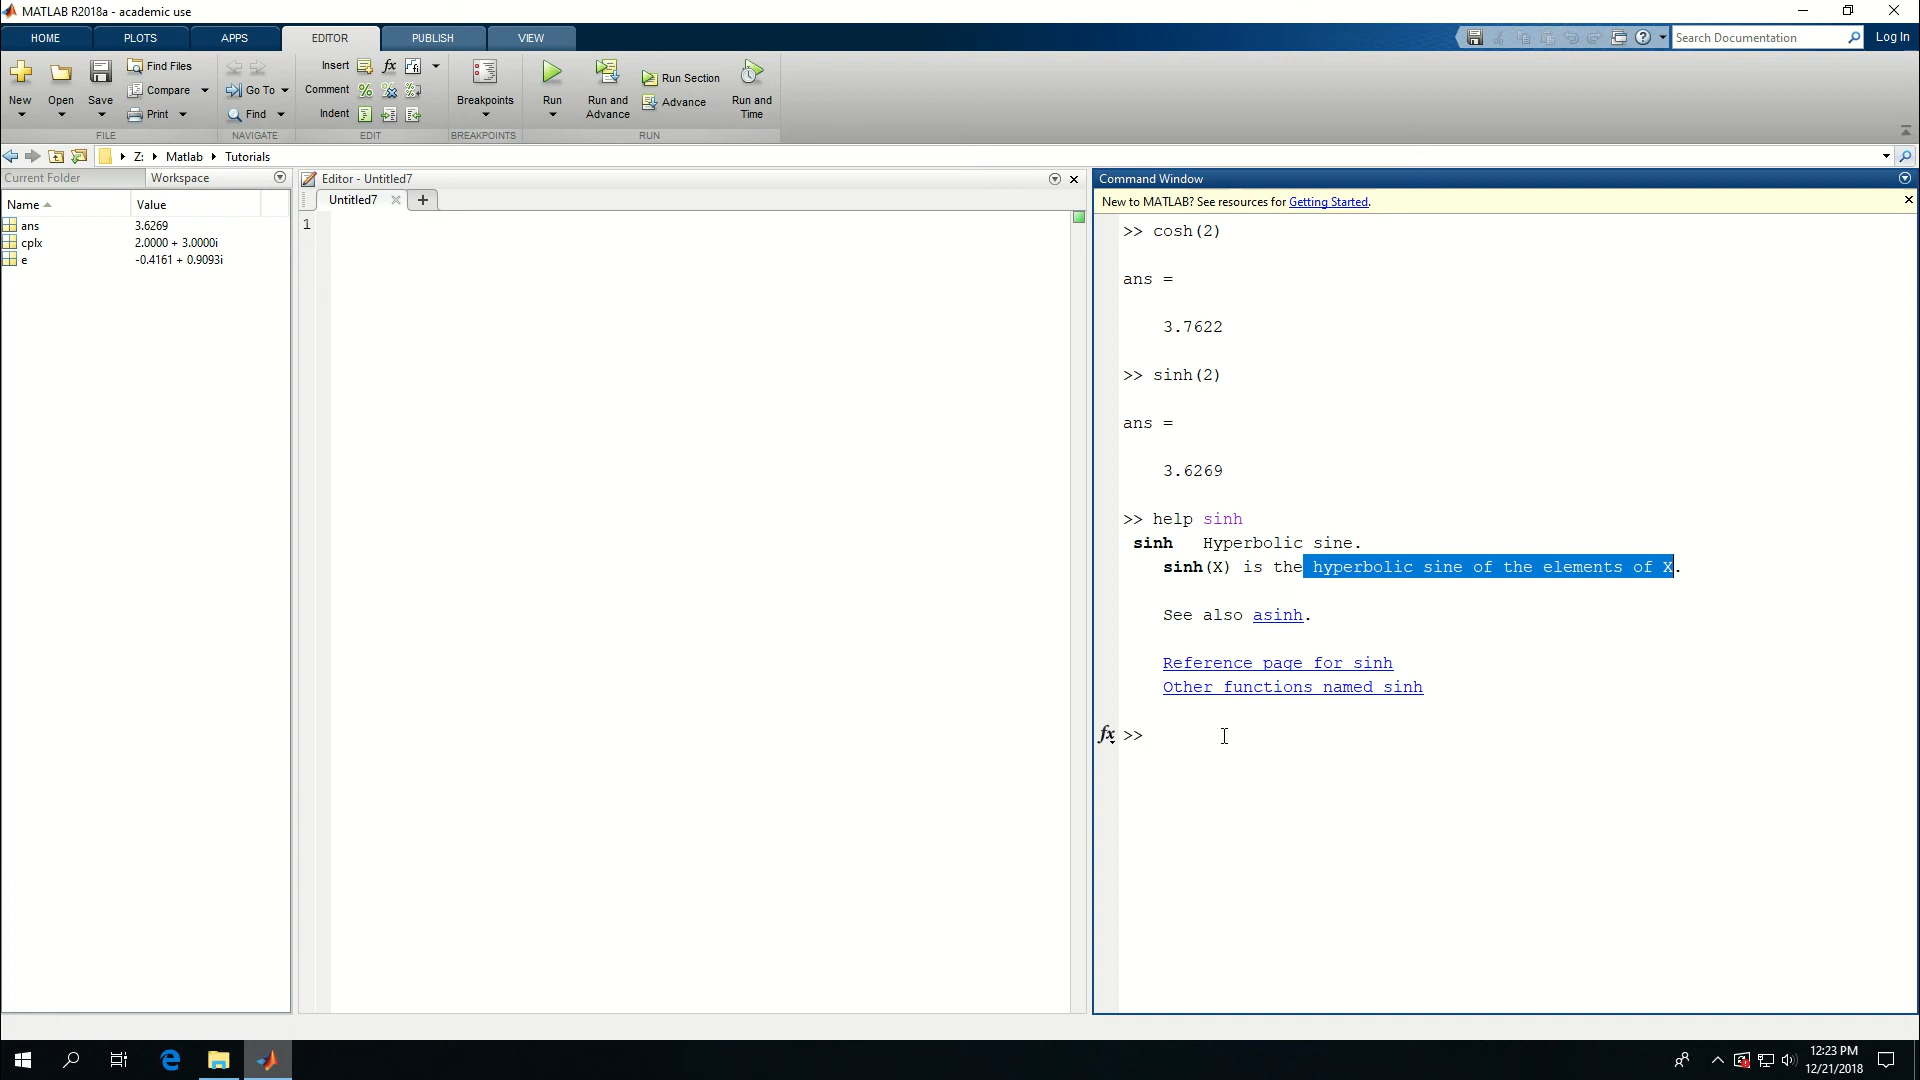 MATLAB R2018a - academic use
HOME PLOTS APPS EDITOR PUBLISH VIEW
Search Documentation Log In
New Open Save Find Files Compare Print
Go To Find
Insert fx Comment Indent
Breakpoints
Run Run and Advance Run Section Advance Run and Time
FILE NAVIGATE EDIT BREAKPOINTS RUN
Z: Matlab Tutorials
Current Folder Workspace
Name Value
ans 3.6269
cplx 2.0000 + 3.0000i
e -0.4161 + 0.9093i
Editor - Untitled7
Untitled7
1
Command Window
New to MATLAB? See resources for Getting Started.
>> cosh(2)
ans =
3.7622
>> sinh(2)
ans =
3.6269
>> help sinh
sinh Hyperbolic sine.
sinh(X) is the hyperbolic sine of the elements of X.
See also asinh.
Reference page for sinh
Other functions named sinh
fx >>
12:23 PM
12/21/2018